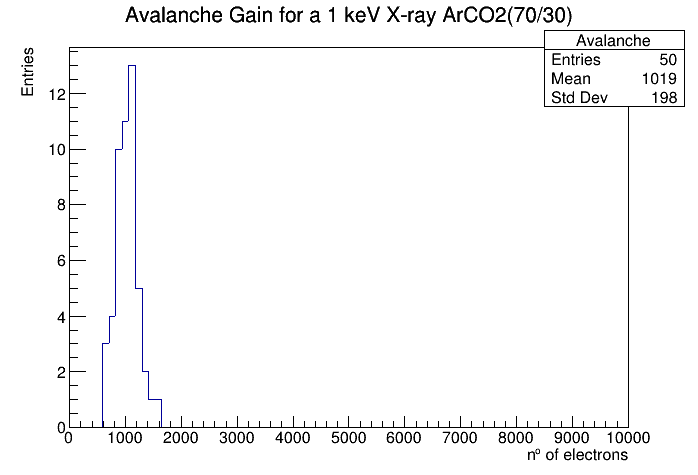 Avalanche Gain for a 1 keV X-ray ArCO2(70/30)
Avalanche
Entries 50
Mean 1019
Std Dev 198
Entries
12
10
8
6
4
2
0
0 1000 2000 3000 4000 5000 6000 7000 8000 9000 10000
nº of electrons